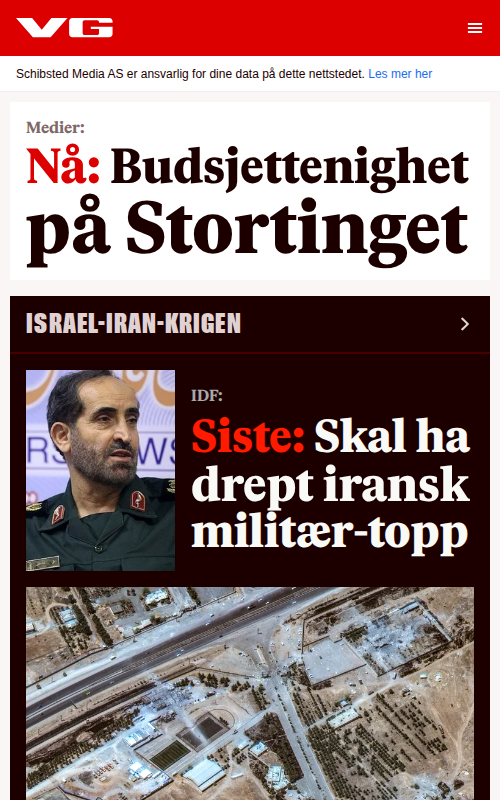 VG
Schibsted Media AS er ansvarlig for dine data på dette nettstedet. Les mer her
Medier:
Nå: Budsjettenighet
på Stortinget
ISRAEL-IRAN-KRIGEN
IDF:
Siste: Skal ha
drept iransk
militær-topp